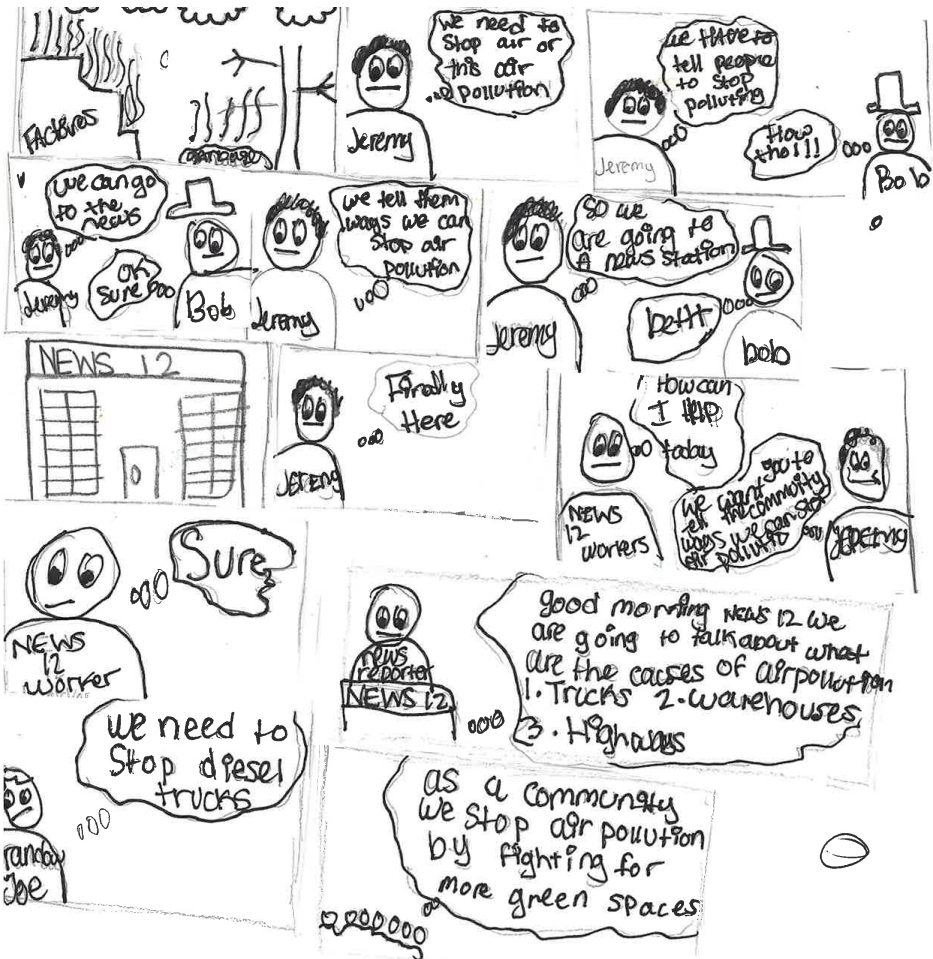 Factoires
garbage
we need to
stop air or
this air
pollution
Jeremy
we have to
tell people
to stop
polluting
Jeremy
How
tho!!!
Bob
we can go
to the
news
Jeremy
OK
sure
Bob
we tell them
ways we can
stop air
pollution
Jeremy
so we
are going to
A news station
Jeremy
bett
bob
NEWS 12
Finally
Here
JEREMY
How can
I HELP
today
NEWS
12
workers
we want you to
tell the commuity
ways we can stop
air pollutio
JEREMY
Sure
NEWS
12
worker
good morning NEWS 12 we
are going to talk about what
are the causes of air pollution
1. Trucks 2. warehouses
3. Highways
news
reporter
NEWS 12
we need to
stop diesel
trucks
randow
Joe
as a community
we stop air pollution
by fighting for
more green spaces